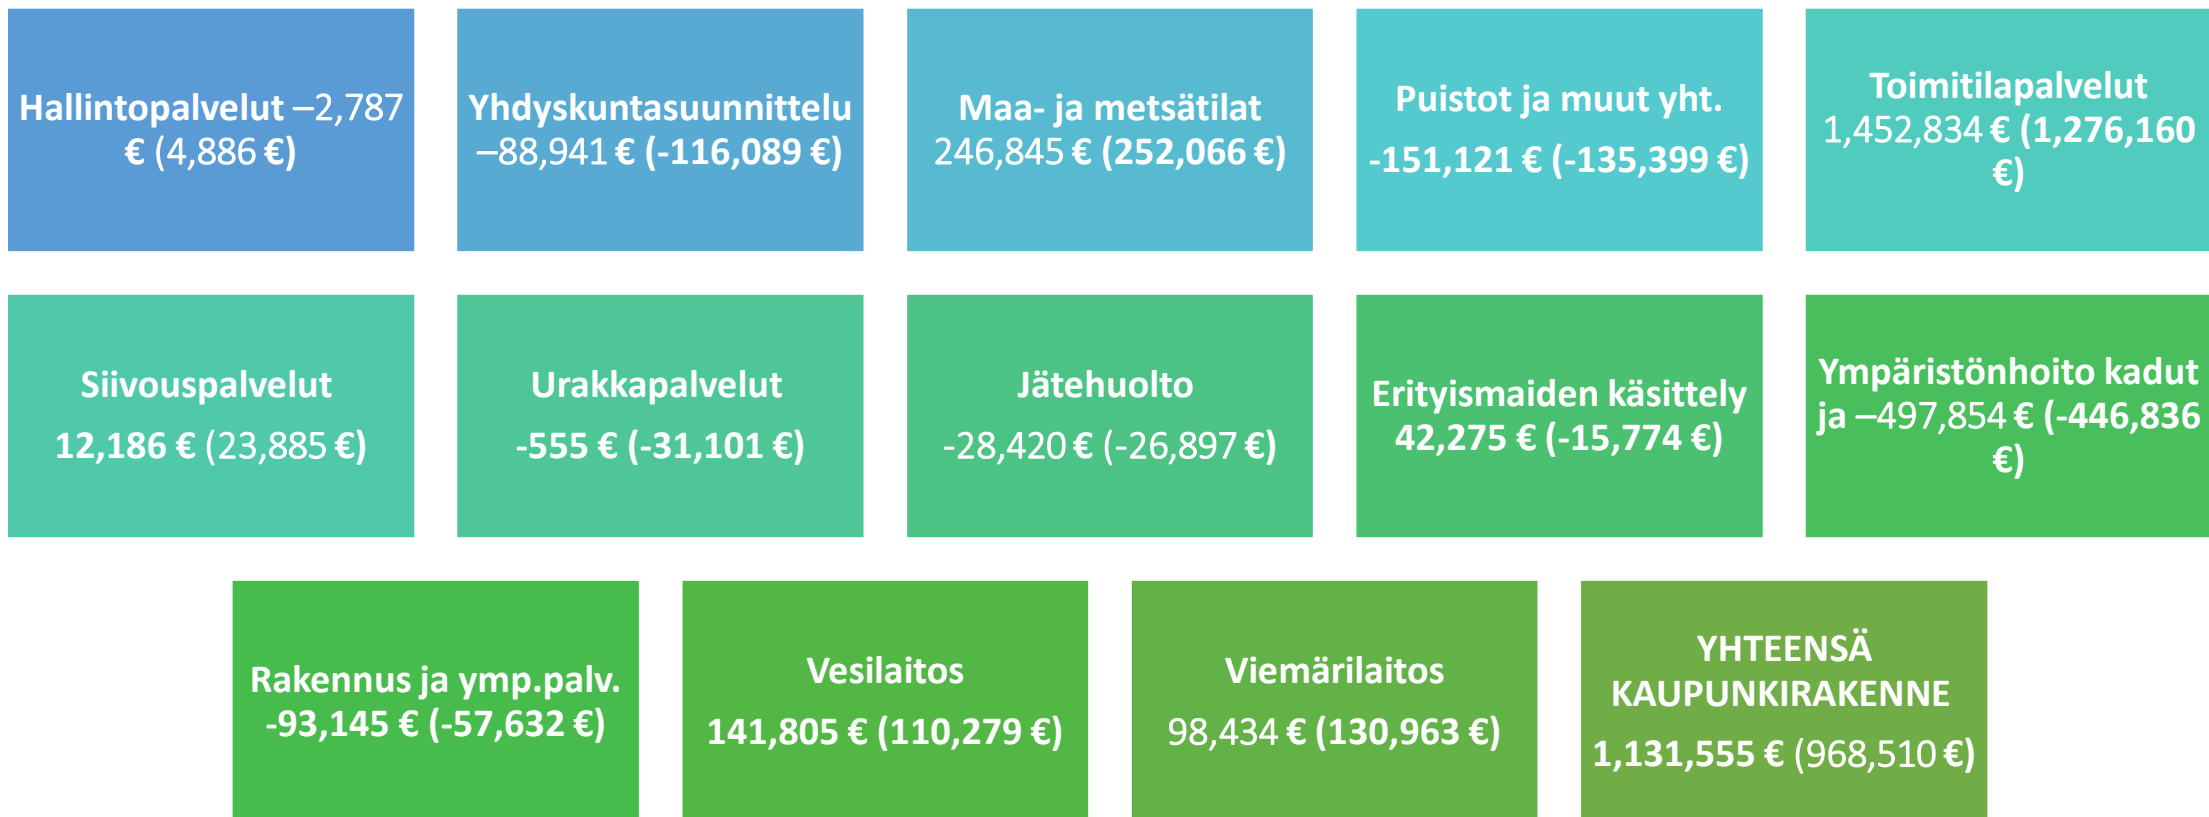 Hallintopalvelut –2,787
€ (4,886 €)
Yhdyskuntasuunnittelu
–88,941 € (-116,089 €)
Maa- ja metsätilat
246,845 € (252,066 €)
Puistot ja muut yht.
-151,121 € (-135,399 €)
Toimitilapalvelut
1,452,834 € (1,276,160
€)
Siivouspalvelut
12,186 € (23,885 €)
Urakkapalvelut
-555 € (-31,101 €)
Jätehuolto
-28,420 € (-26,897 €)
Erityismaiden käsittely
42,275 € (-15,774 €)
Ympäristönhoito kadut
ja –497,854 € (-446,836
€)
Rakennus ja ymp.palv.
-93,145 € (-57,632 €)
Vesilaitos
141,805 € (110,279 €)
Viemärilaitos
98,434 € (130,963 €)
YHTEENSÄ
KAUPUNKIRAKENNE
1,131,555 € (968,510 €)